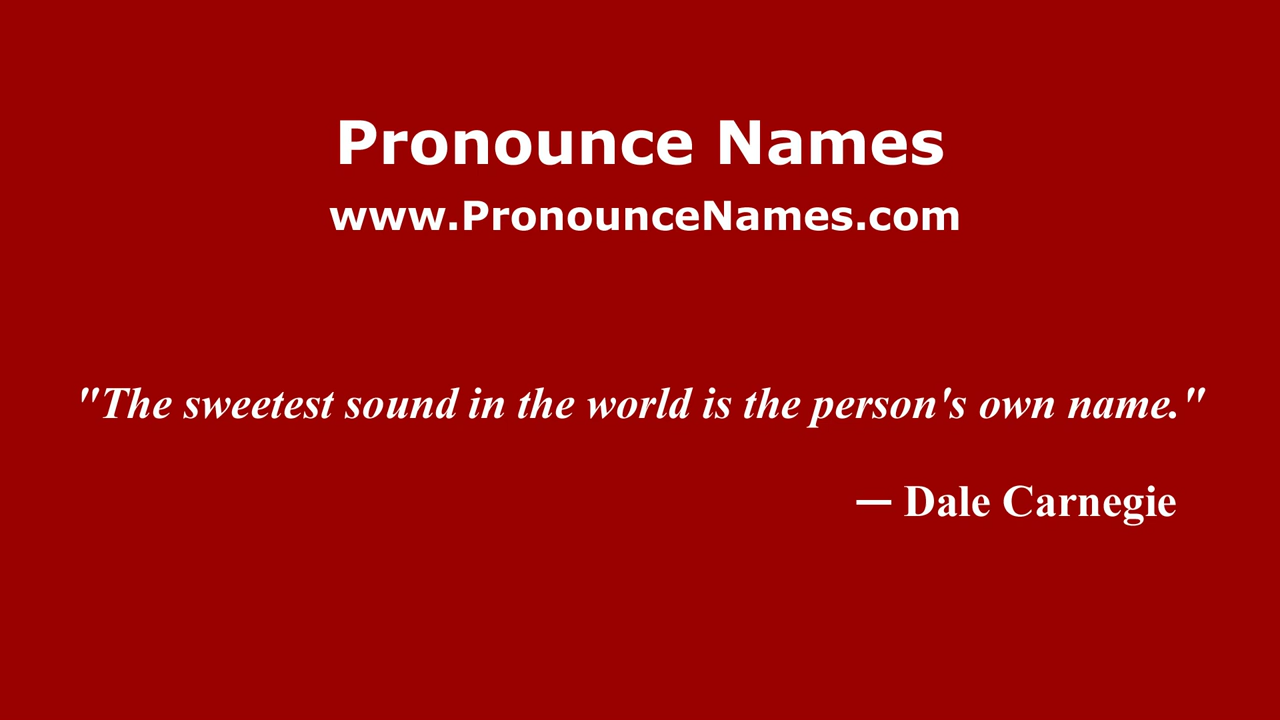 Pronounce Names
www.PronounceNames.com
"The sweetest sound in the world is the person's own name."
— Dale Carnegie